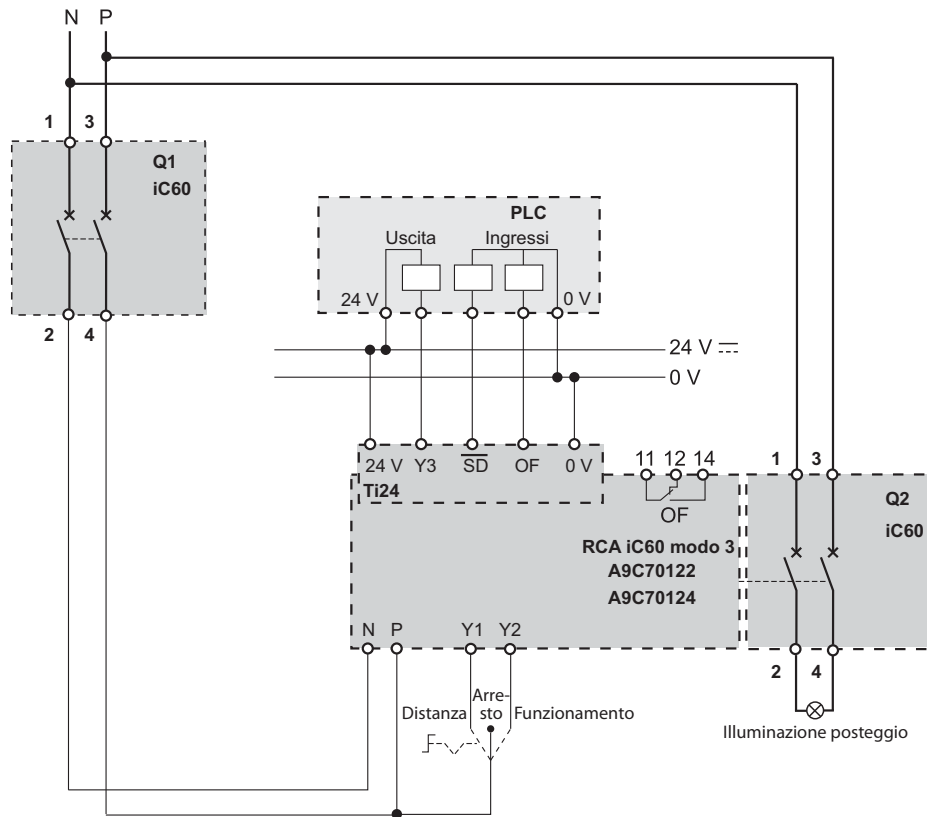 N P
1 3
Q1
iC60
2 4
PLC
Uscita Ingressi
24 V 0 V
24 V
0 V
24 V Y3 SD OF 0 V
Ti24
11 12 14
OF
RCA iC60 modo 3
A9C70122
A9C70124
1 3
Q2
iC60
2 4
N P Y1 Y2
Distanza Arre-
sto Funzionamento
Illuminazione posteggio